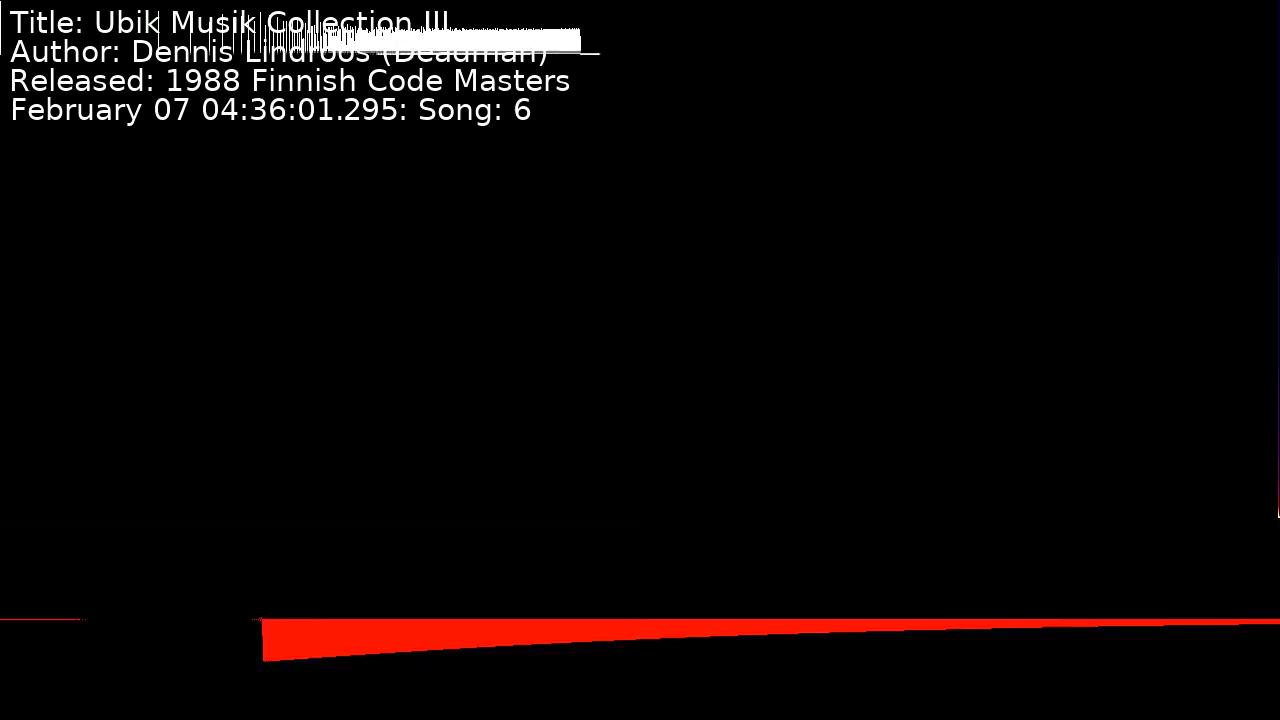 Title: Ubik Musik Collection III
Author: Dennis Lindroos (Deadman)
Released: 1988 Finnish Code Masters
February 07 04:36:01.295: Song: 6